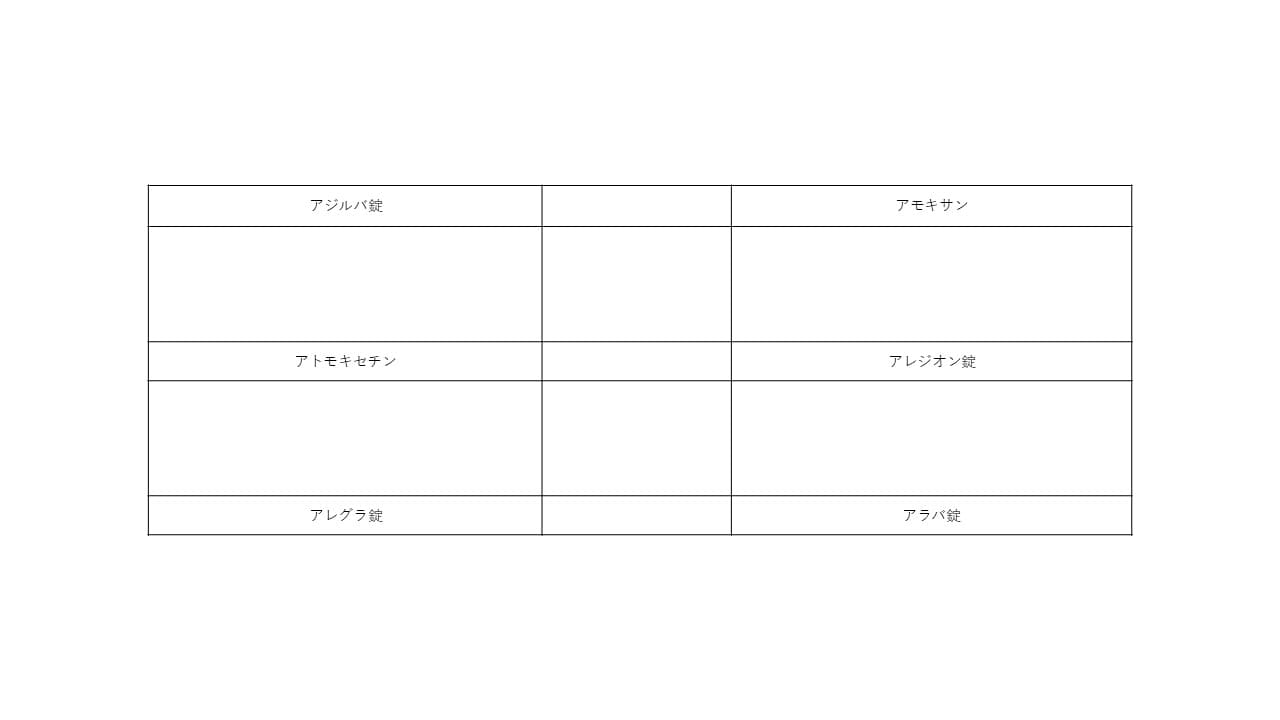 アジルバ錠
アモキサン
アトモキセチン
アレジオン錠
アレグラ錠
アラバ錠